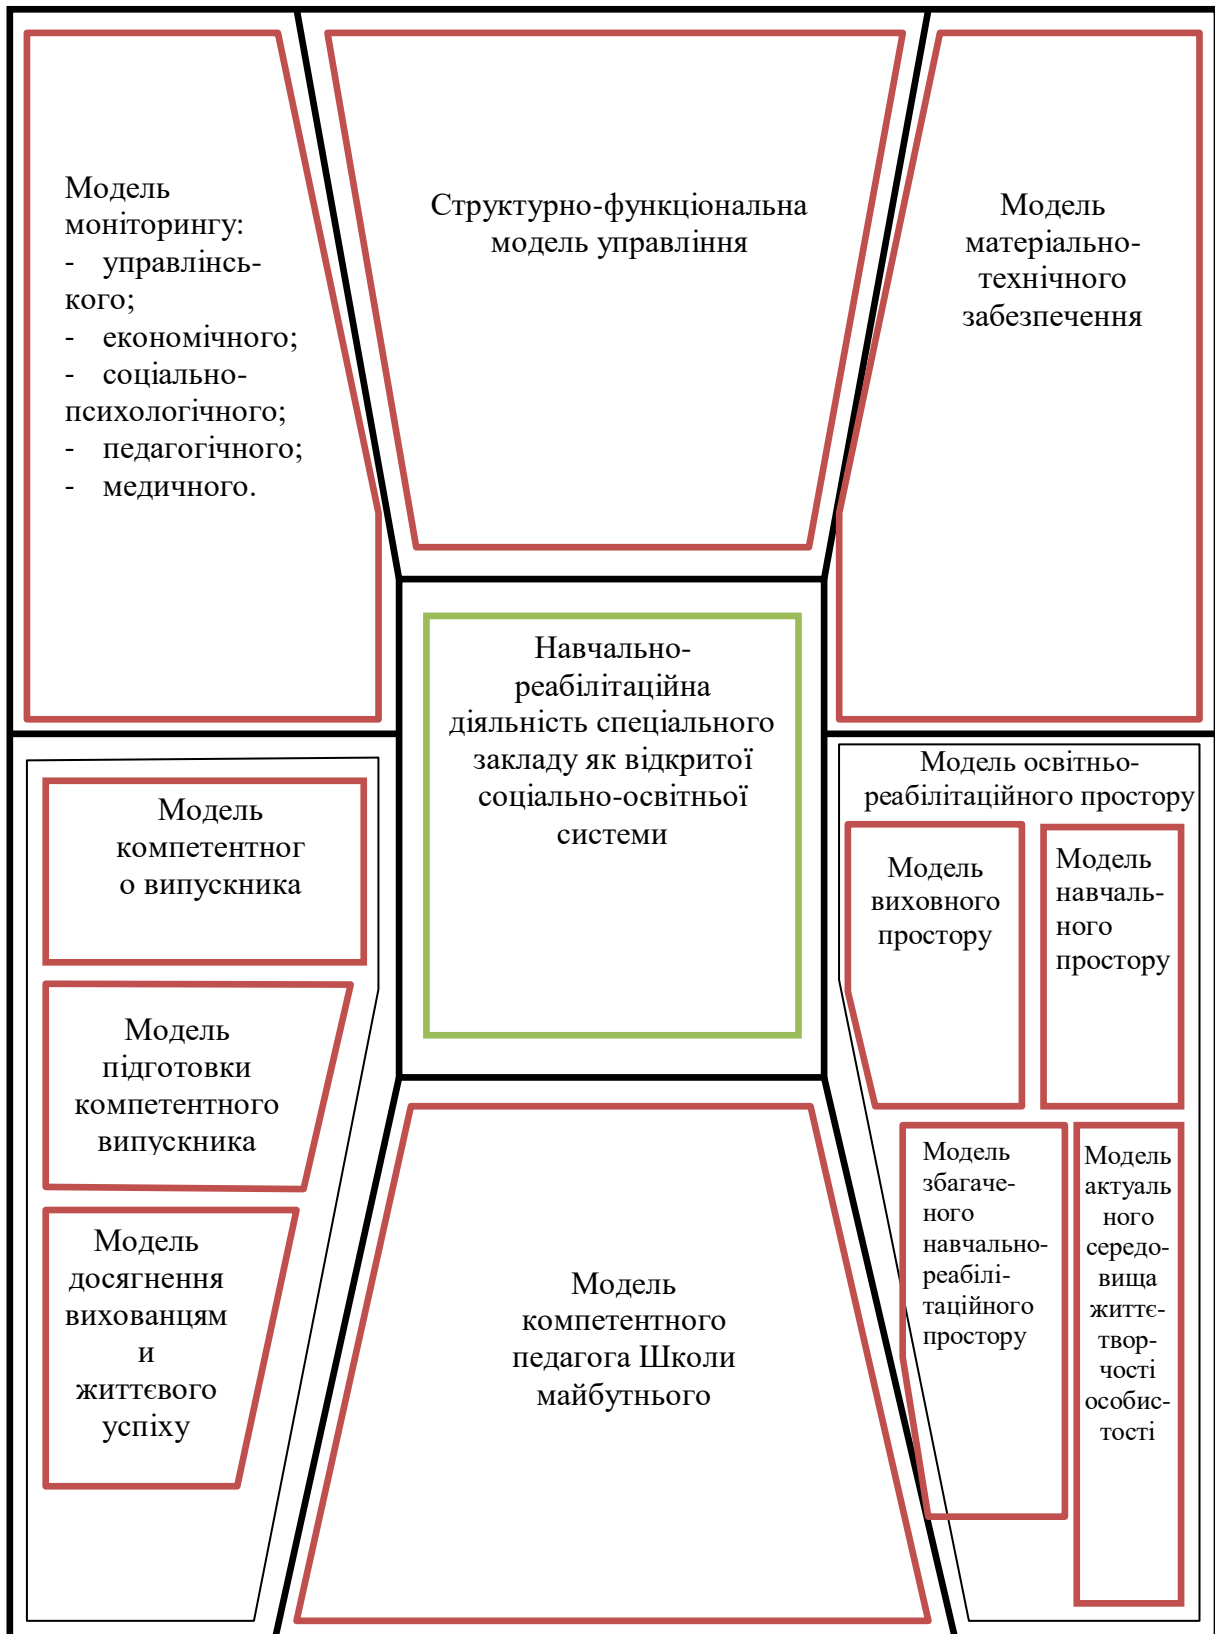 Модель
моніторингу:
- управлінсь-
кого;
- економічного;
- соціально-
психологічного;
- педагогічного;
- медичного.
Структурно-функціональна
модель управління
Модель
матеріально-
технічного
забезпечення
Навчально-
реабілітаційна
діяльність спеціального
закладу як відкритої
соціально-освітньої
системи
Модель
компетентног
о випускника
Модель
підготовки
компетентного
випускника
Модель
досягнення
вихованцям
и
життєвого
успіху
Модель
компетентного
педагога Школи
майбутнього
Модель освітньо-
реабілітаційного простору
Модель
виховного
простору
Модель
навчаль-
ного
простору
Модель
збагаче-
ного
навчально-
реабілі-
таційного
простору
Модель
актуаль
ного
середо-
вища
життє-
твор-
чості
особис-
тості